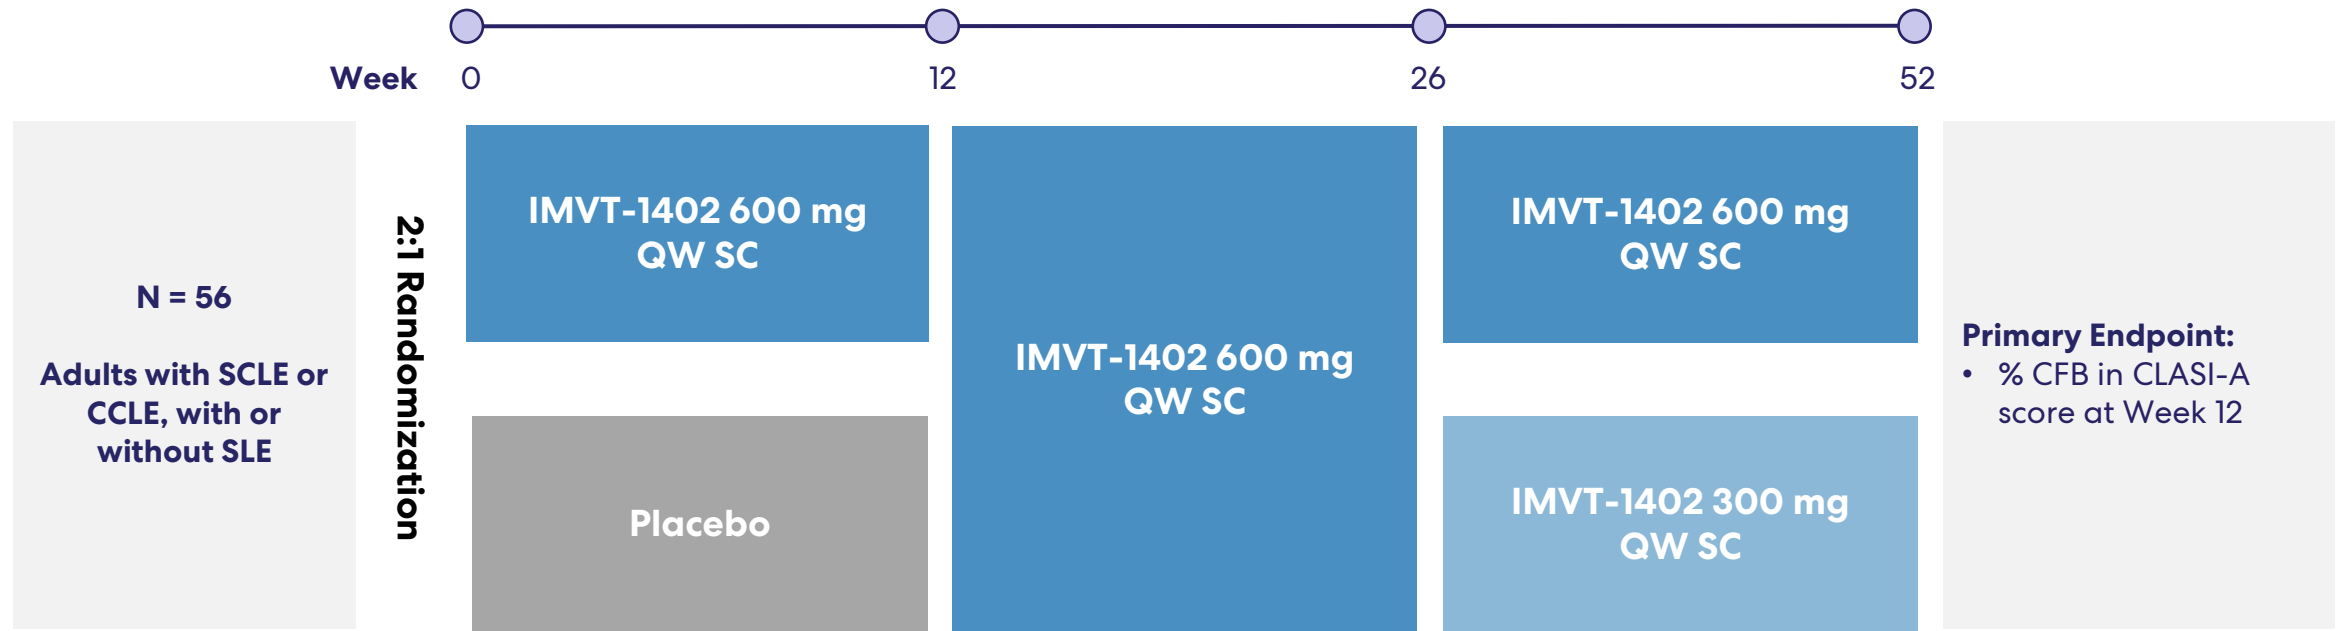 Week 0 12 26 52
N = 56
Adults with SCLE or
CCLE, with or
without SLE
2:1 Randomization
IMVT-1402 600 mg
QW SC
Placebo
IMVT-1402 600 mg
QW SC
IMVT-1402 600 mg
QW SC
IMVT-1402 300 mg
QW SC
Primary Endpoint:
• % CFB in CLASI-A
score at Week 12